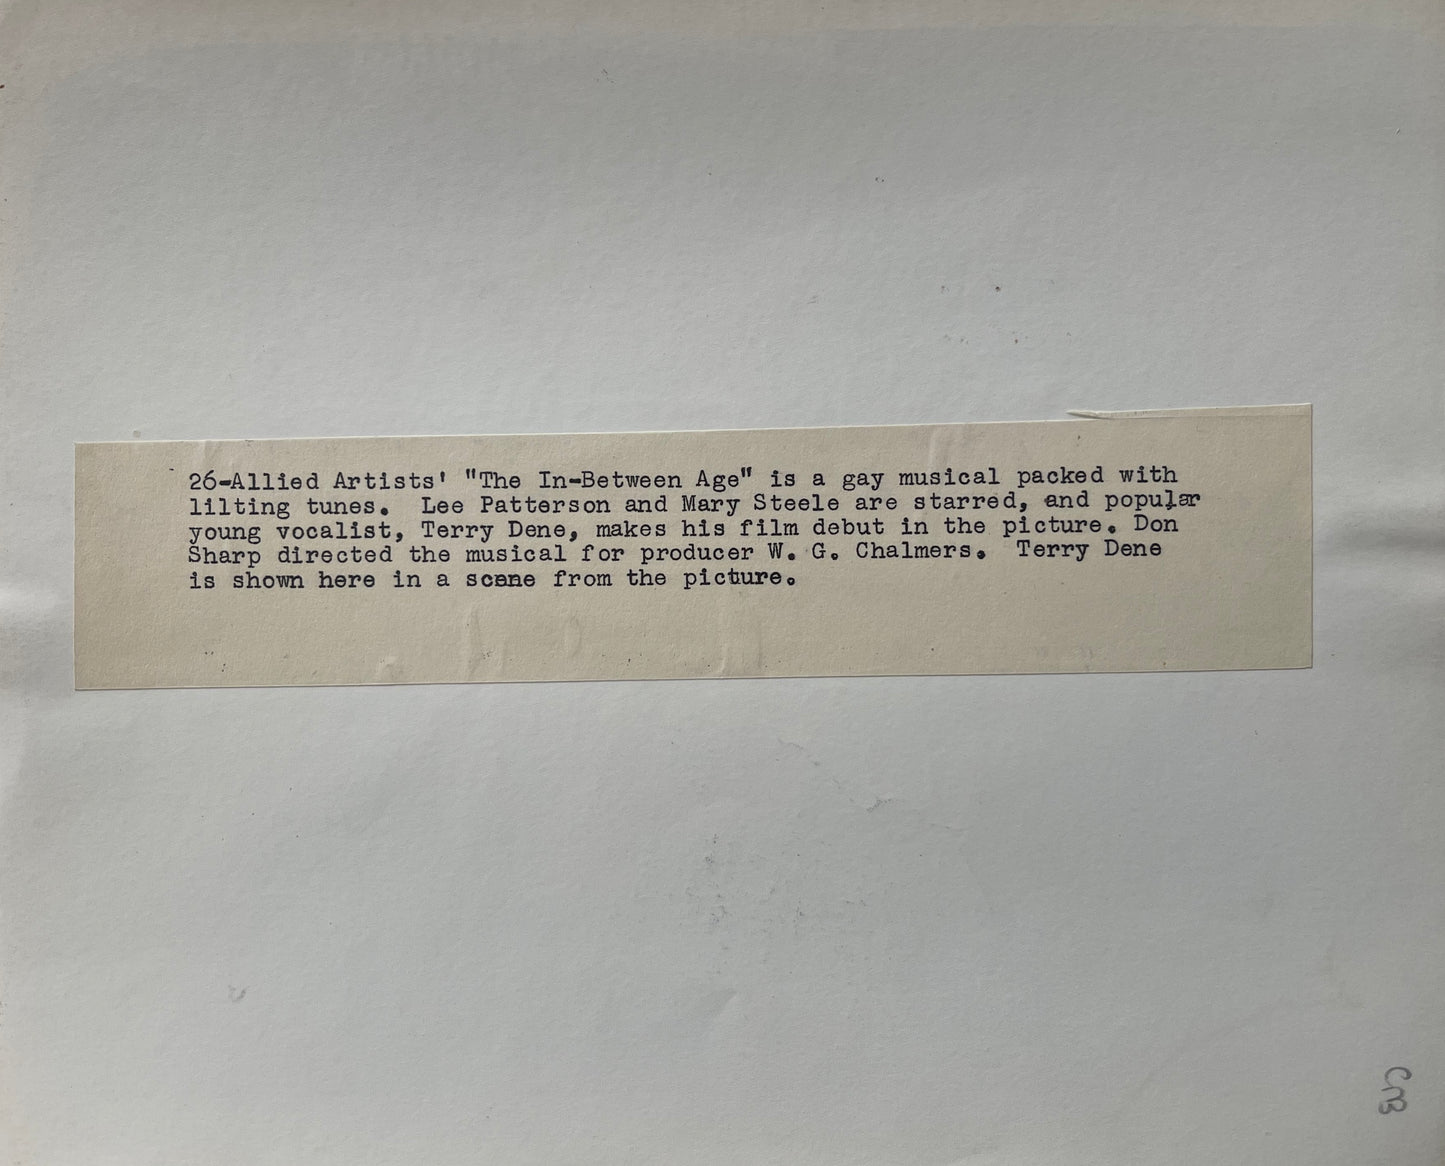 26-Allied Artists' "The In-Between Age" is a gay musical packed with
lilting tunes.  Lee Patterson and Mary Steele are starred, and popular
young vocalist, Terry Dene, makes his film debut in the picture. Don
Sharp directed the musical for producer W. G. Chalmers.  Terry Dene
is shown here in a scene from the picture.